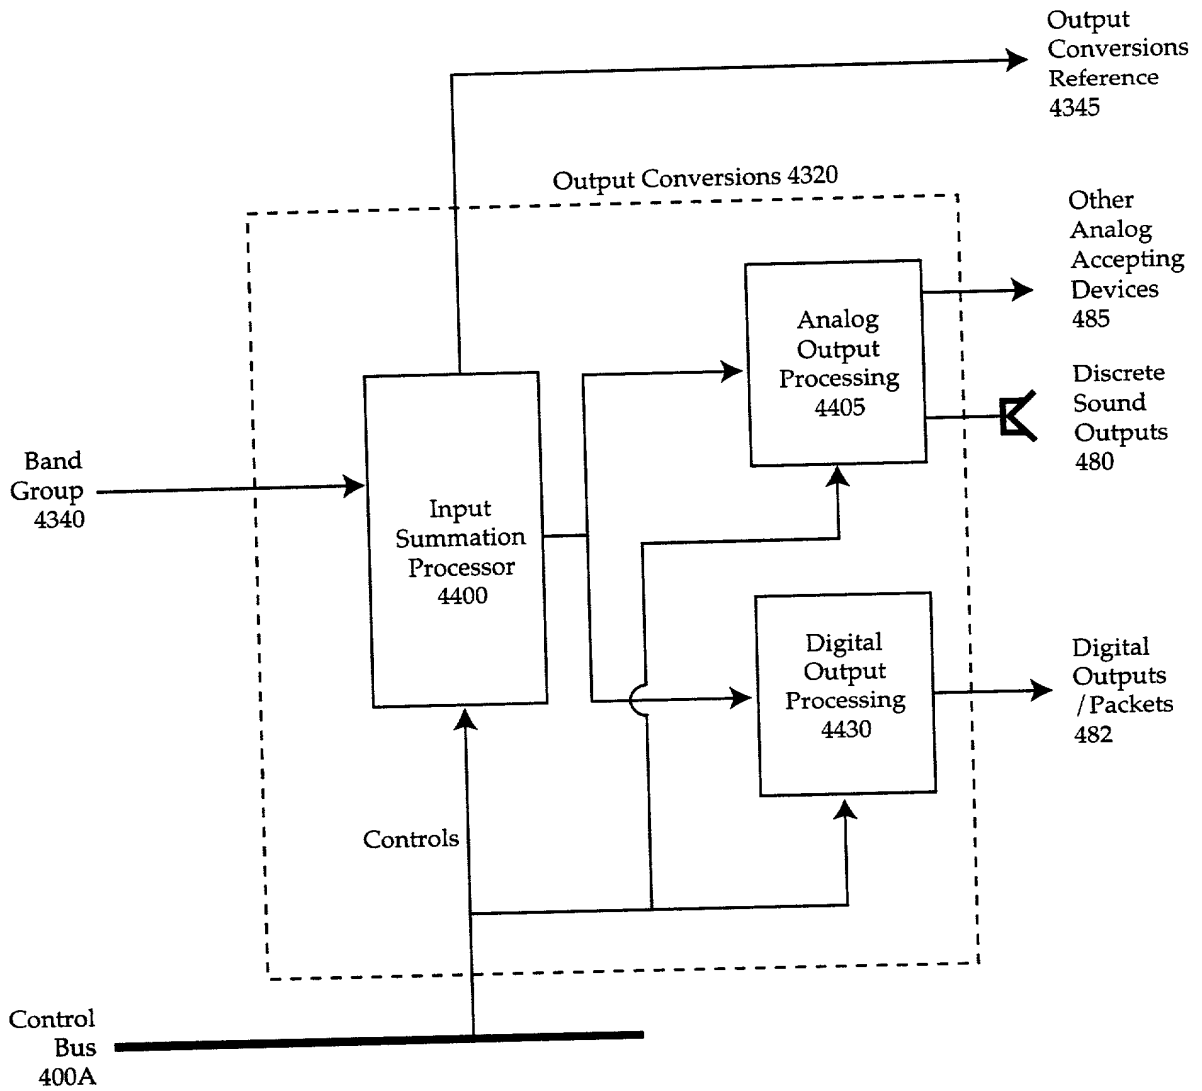 Output
Conversions
Reference
4345
Output Conversions 4320
Other
Analog
Accepting
Devices
485
Analog
Output
Processing
4405
Discrete
Sound
Outputs
480
Band
Group
4340
Input
Summation
Processor
4400
Digital
Output
Processing
4430
Digital
Outputs
/Packets
482
Controls
Control
Bus
400A